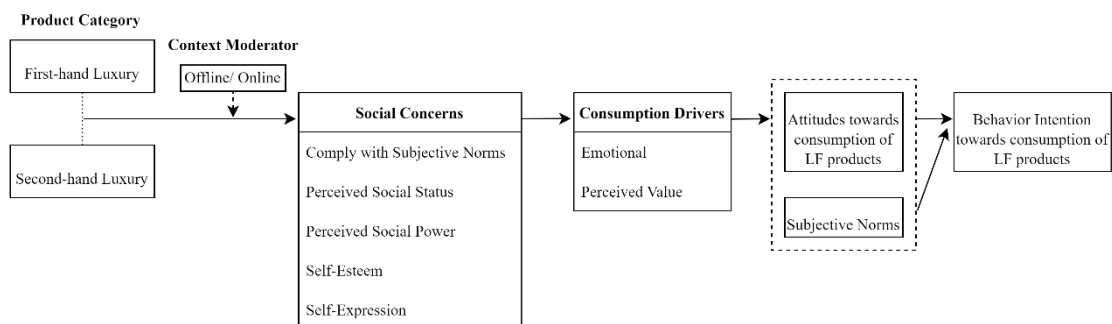 Product Category
First-hand Luxury
Second-hand Luxury
Context Moderator
Offline/ Online
Social Concerns
Comply with Subjective Norms
Perceived Social Status
Perceived Social Power
Self-Esteem
Self-Expression
Consumption Drivers
Emotional
Perceived Value
Attitudes towards
consumption of
LF products
Subjective Norms
Behavior Intention
towards consumption of
LF products